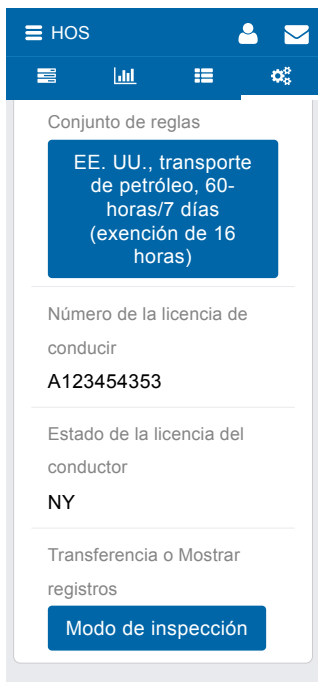 HOS
Conjunto de reglas
EE. UU., transporte
de petróleo, 60-
horas/7 días
(exención de 16
horas)
Número de la licencia de
conducir
A123454353
Estado de la licencia del
conductor
NY
Transferencia o Mostrar
registros
Modo de inspección